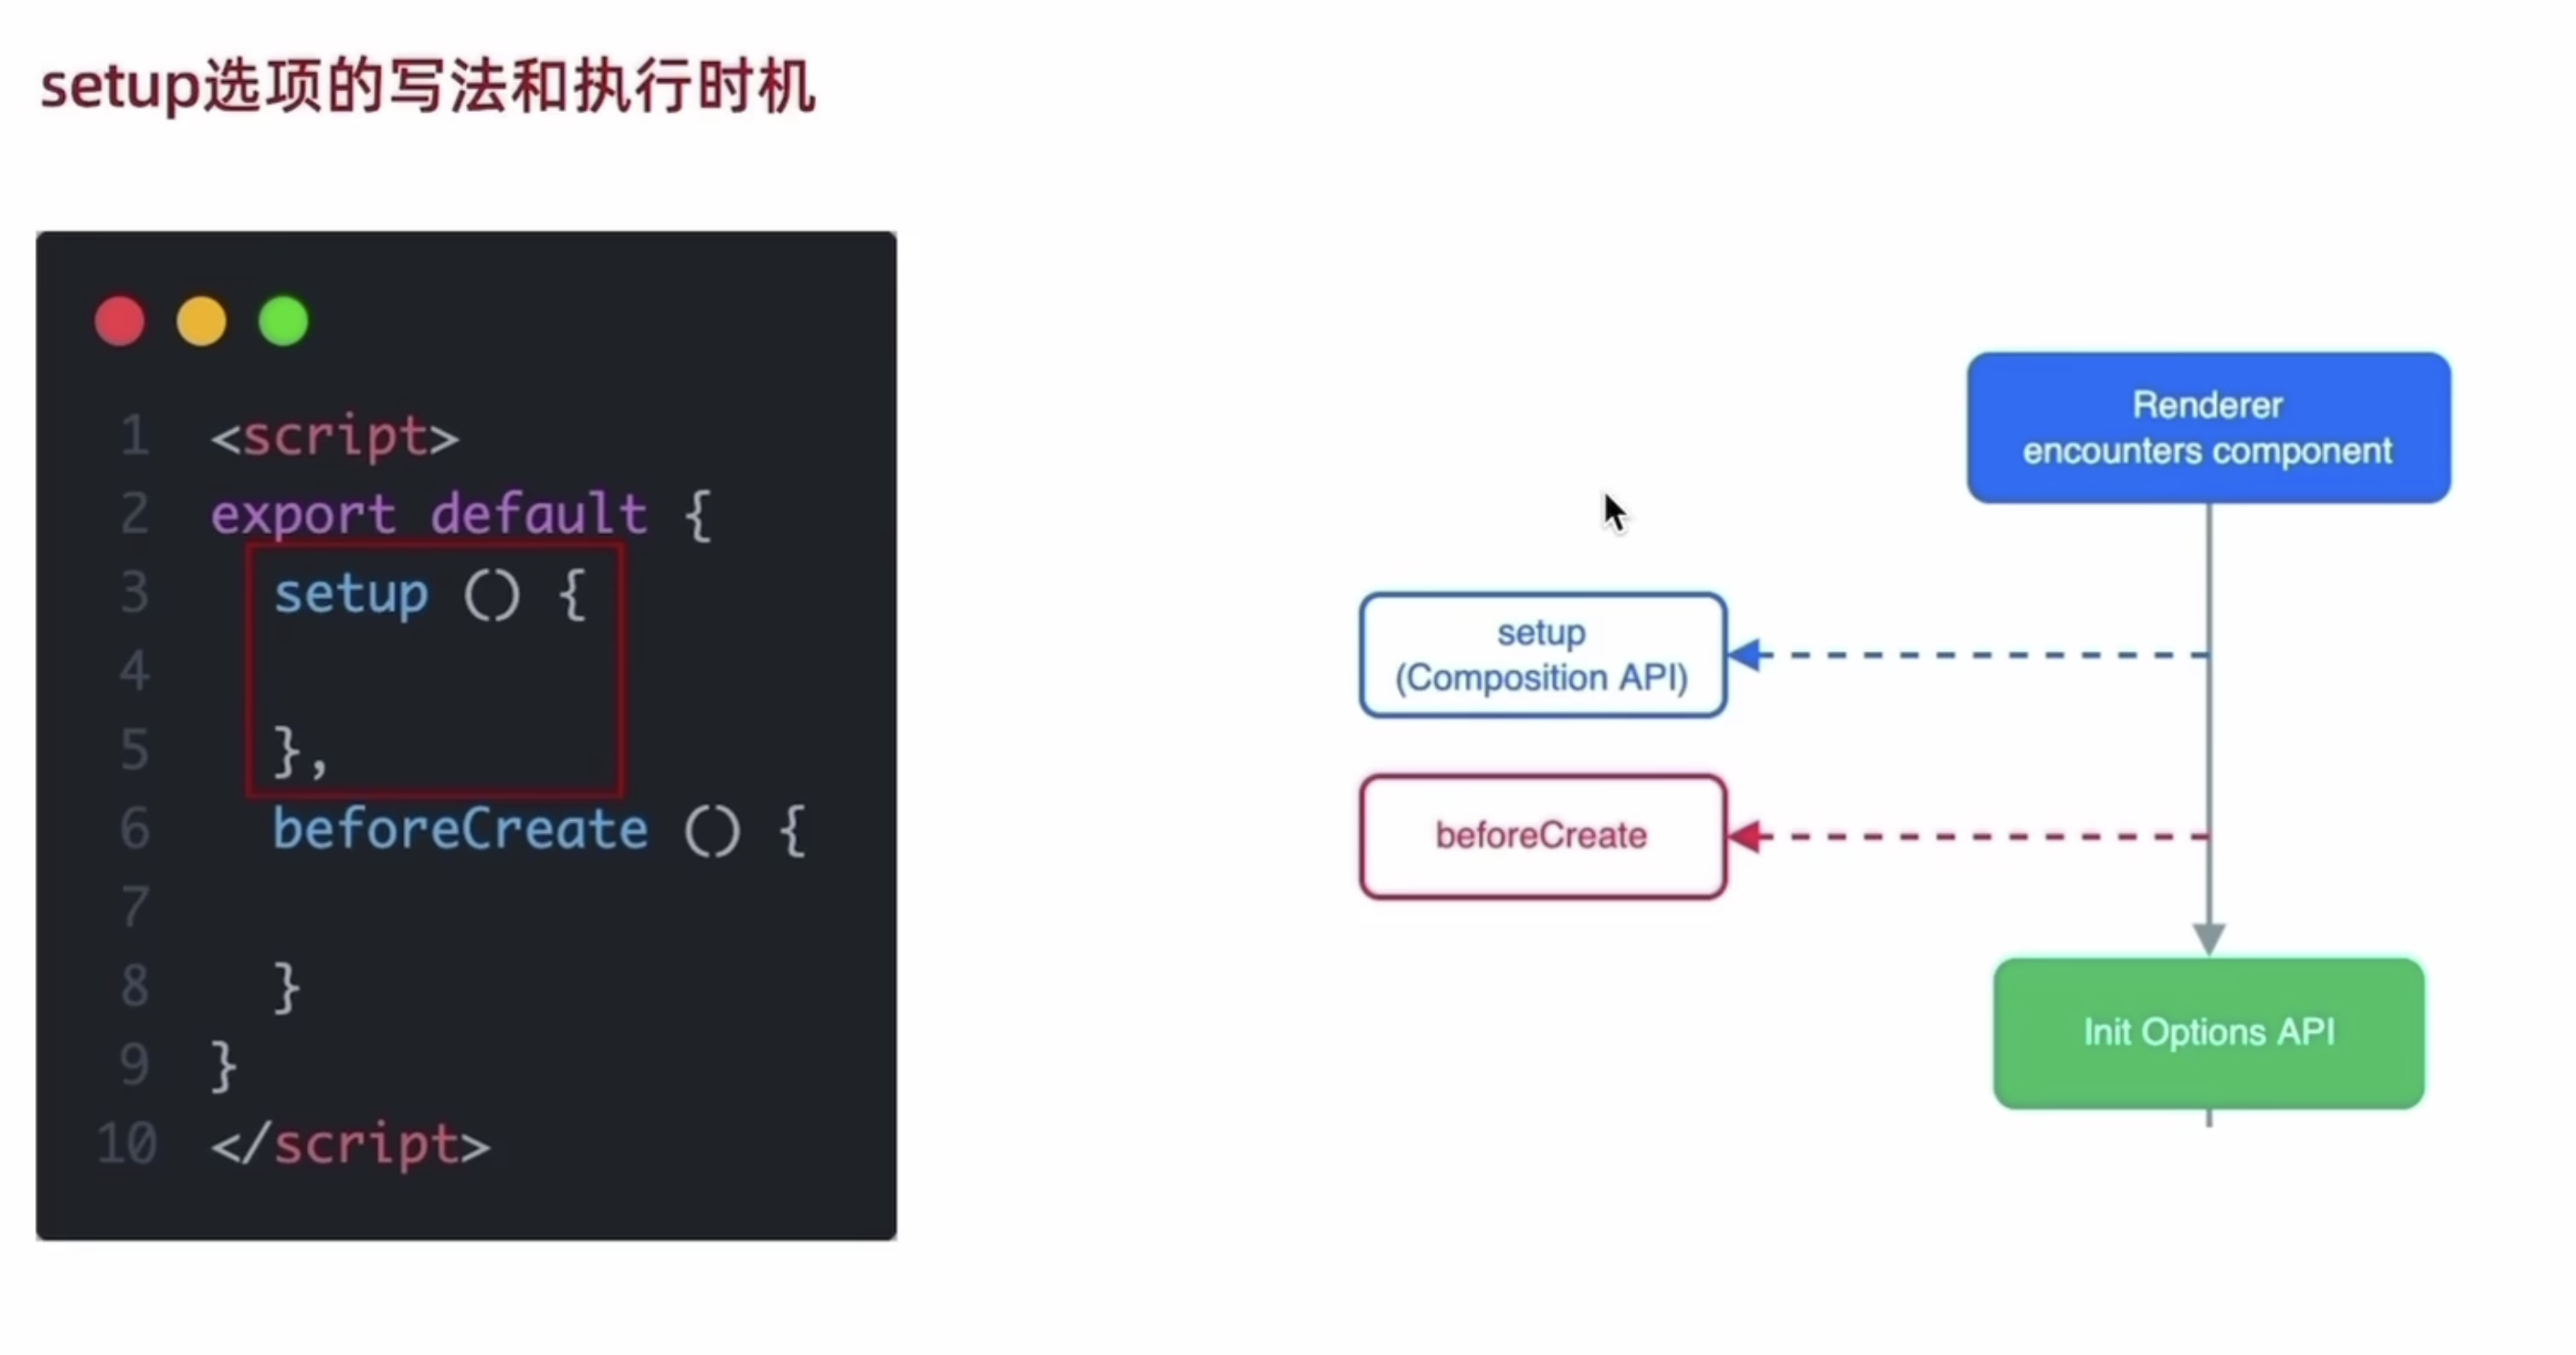 setup选项的写法和执行时机
1 <script>
2 export default {
3 setup () {
4
5 },
6 beforeCreate () {
7
8 }
9 }
10 </script>
Renderer
encounters component
setup
(Composition API)
beforeCreate
Init Options API